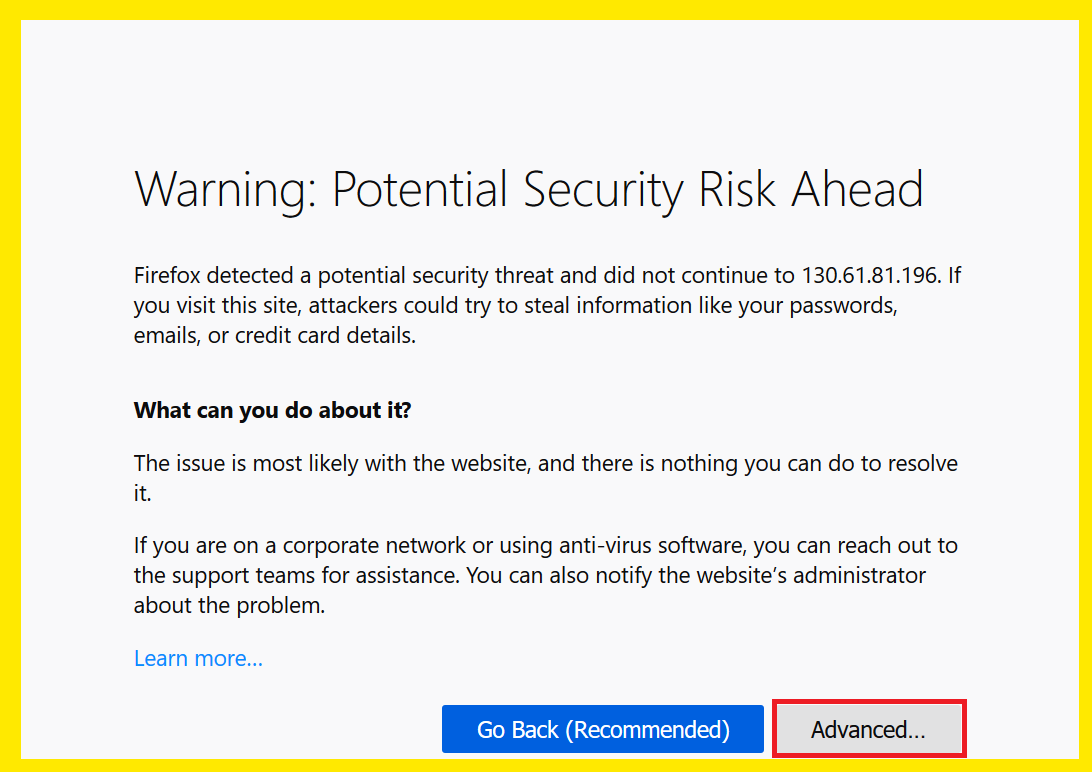 Warning: Potential Security Risk Ahead
Firefox detected a potential security threat and did not continue to 130.61.81.196. If
you visit this site, attackers could try to steal information like your passwords,
emails, or credit card details.
What can you do about it?
The issue is most likely with the website, and there is nothing you can do to resolve
it.
If you are on a corporate network or using anti-virus software, you can reach out to
the support teams for assistance. You can also notify the website’s administrator
about the problem.
Learn more…
Go Back (Recommended)
Advanced…